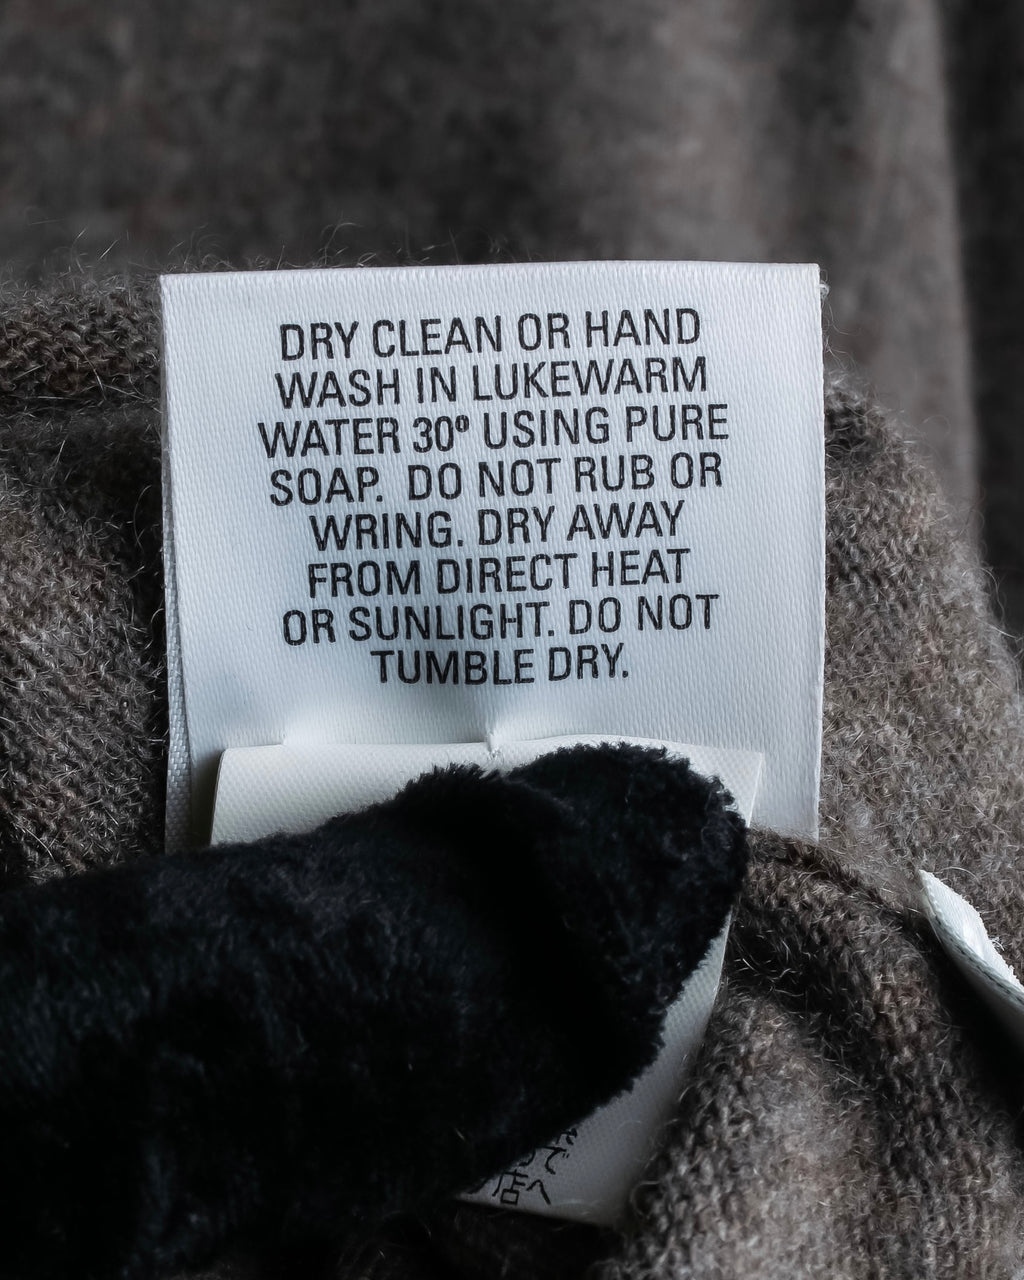 DRY CLEAN OR HAND
WASH IN LUKEWARM
WATER 30º USING PURE
SOAP. DO NOT RUB OR
WRING. DRY AWAY
FROM DIRECT HEAT
OR SUNLIGHT. DO NOT
TUMBLE DRY.